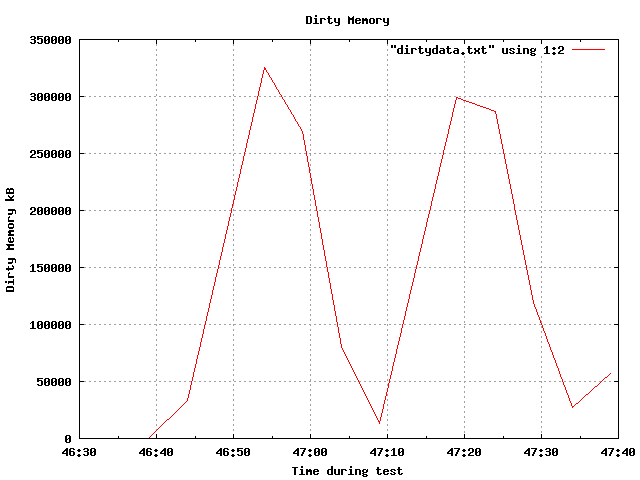 Dirty Memory
"dirtydata.txt" using 1:2
350000
300000
250000
200000
150000
100000
50000
0
Dirty Memory kB
46:30 46:40 46:50 47:00 47:10 47:20 47:30 47:40
Time during test